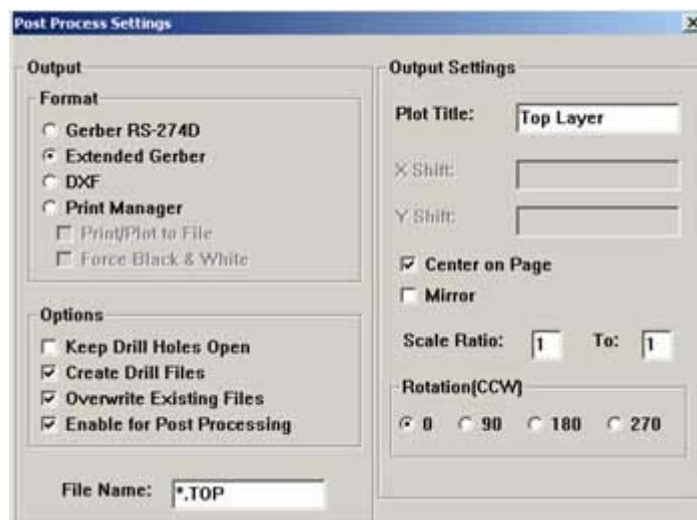 Post Process Settings
Output
Format
Gerber RS-274D
Extended Gerber
DXF
Print Manager
Print/Plot to File
Force Black & White
Options
Keep Drill Holes Open
Create Drill Files
Overwrite Existing Files
Enable for Post Processing
File Name: *.TOP
Output Settings
Plot Title: Top Layer
X Shift:
Y Shift:
Center on Page
Mirror
Scale Ratio: 1 To: 1
Rotation(CCW)
0 90 180 270